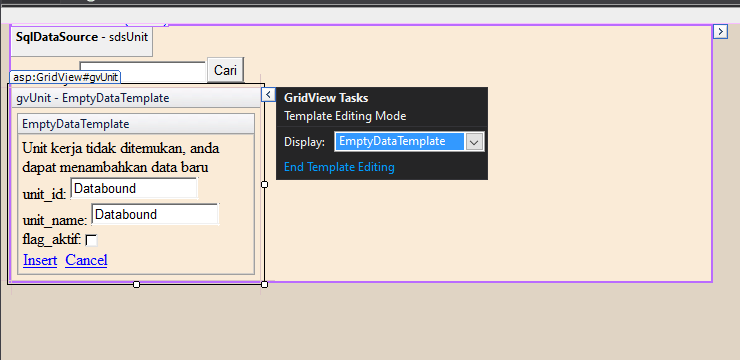 SqlDataSource - sdsUnit
Cari
asp:GridView#gvUnit
gvUnit - EmptyDataTemplate
EmptyDataTemplate
Unit kerja tidak ditemukan, anda
dapat menambahkan data baru
unit_id: Databound
unit_name: Databound
flag_aktif:
Insert Cancel
GridView Tasks
Template Editing Mode
Display: EmptyDataTemplate
End Template Editing